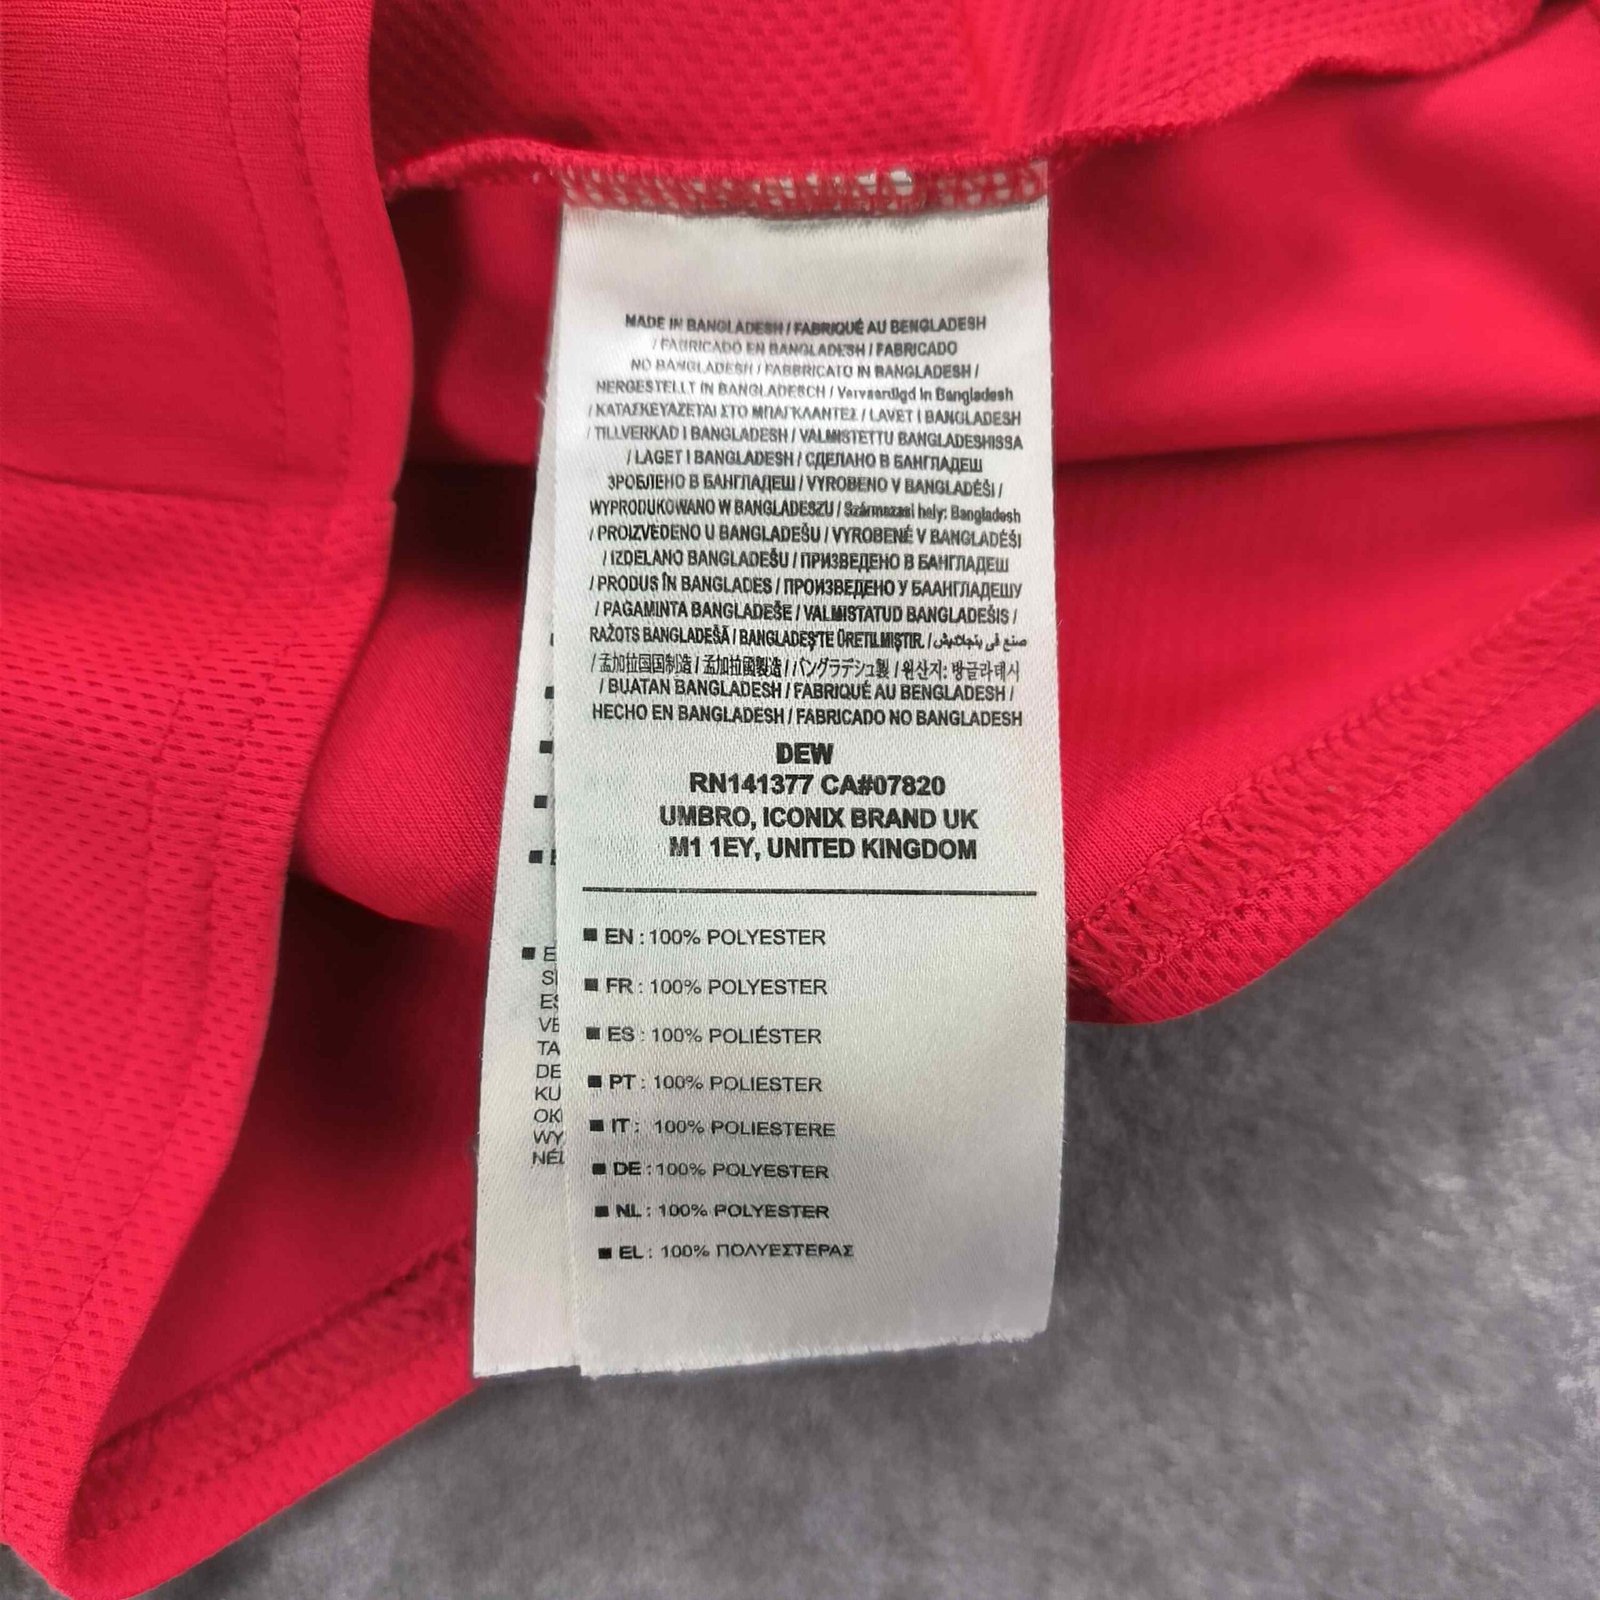 MADE IN BANGLADESH / FABRIQUÉ AU BENGLADESH
/ FABRICADO EN BANGLADESH / FABRICADO
NO BANGLADESH / FABBRICATO IN BANGLADESH /
HERGESTELLT IN BANGLADESCH / Vervaardigd in Bangladesh
/ ΚΑΤΑΣΚΕΥΑΖΕΤΑΙ ΣΤΟ ΜΠΑΓΚΛΑΝΤΕΣ / LAVET I BANGLADESH
/ TILLVERKAD I BANGLADESH / VALMISTETTU BANGLADESHISSA
/ LAGET I BANGLADESH / СДЕЛАНО В БАНГЛАДЕШ
ЗРОБЛЕНО В БАНГЛАДЕШ / VYROBENO V BANGLADÉŠI /
WYPRODUKOWANO W BANGLADESZU / Származasi hely: Bangladesh
/ PROIZVEDENO U BANGLADEŠU / VYROBENÉ V BANGLADÉŠI
/ IZDELANO BANGLADEŠU / ПРИЗВЕДЕНО В БАНГЛАДЕШ
/ PRODUS ÎN BANGLADES / ПРОИЗВЕДЕНО У БААНГЛАДЕШУ
/ PAGAMINTA BANGLADEŠE / VALMISTATUD BANGLADEŠIS /
RAŽOTS BANGLADEŠĀ / BANGLADEŞ'TE ÜRETILMIŞTIR. / صنع في بنجلاديش
/ 孟加拉国国制造 / 孟加拉國製造 / バングラデシュ製 / 원산지: 방글라데시
/ BUATAN BANGLADESH / FABRIQUÉ AU BENGLADESH /
HECHO EN BANGLADESH / FABRICADO NO BANGLADESH
DEW
RN141377 CA#07820
UMBRO, ICONIX BRAND UK
M1 1EY, UNITED KINGDOM
■ EN : 100% POLYESTER
■ FR : 100% POLYESTER
■ ES : 100% POLIÉSTER
■ PT : 100% POLIESTER
■ IT : 100% POLIESTERE
■ DE : 100% POLYESTER
■ NL : 100% POLYESTER
■ EL : 100% ΠΟΛΥΕΣΤΕΡΑΣ